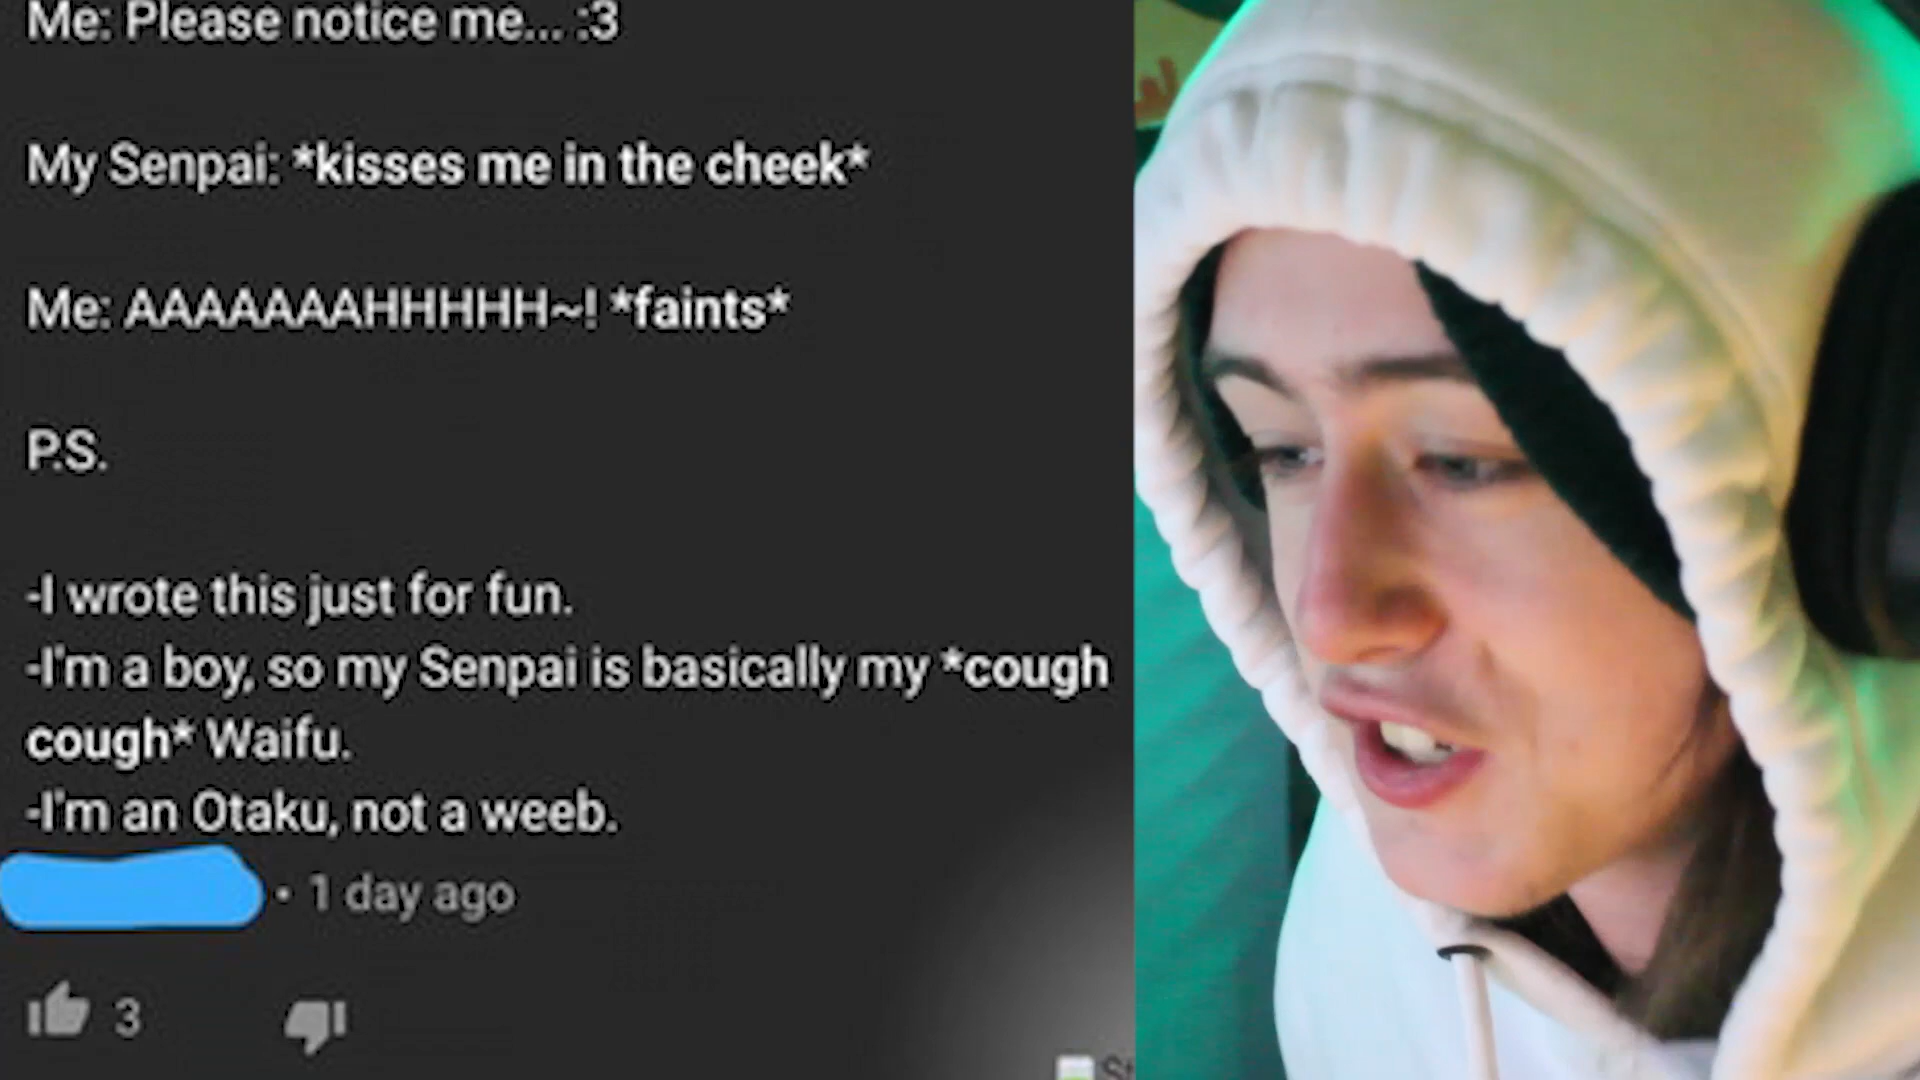 Me: Please notice me... :3
My Senpai: *kisses me in the cheek*
Me: AAAAAAAHHHHH~! *faints*
P.S.
-I wrote this just for fun.
-I'm a boy, so my Senpai is basically my *cough
cough* Waifu.
-I'm an Otaku, not a weeb.
• 1 day ago
3